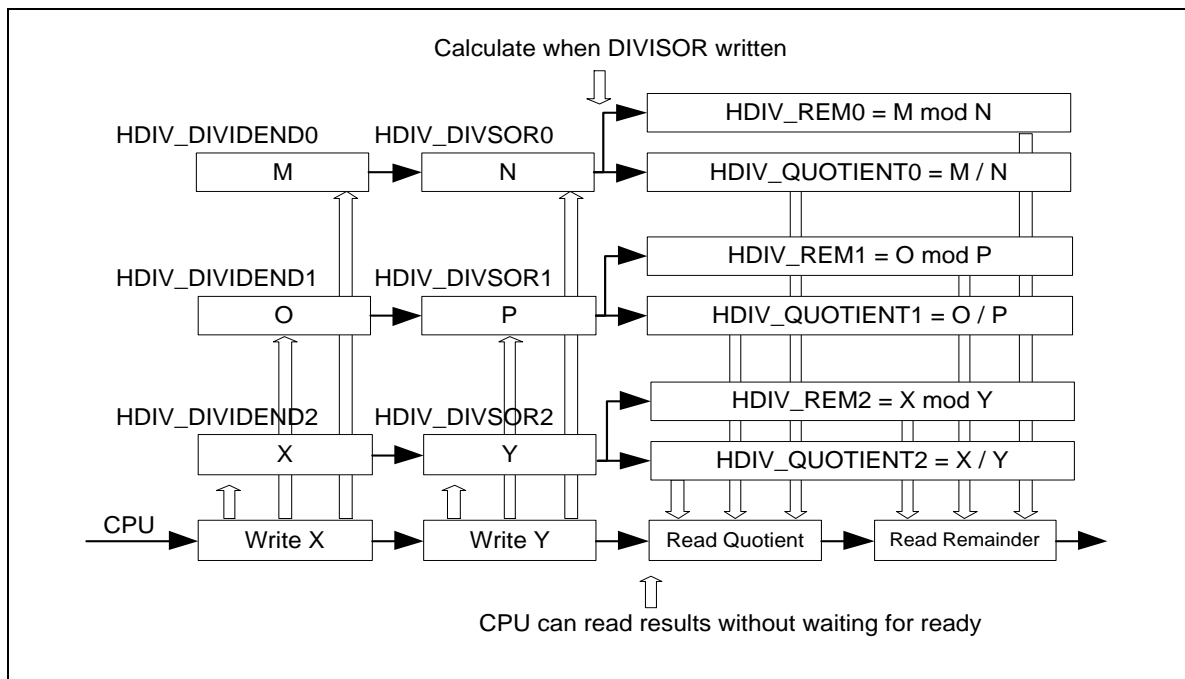 Calculate when DIVISOR written
HDIV_REM0 = M mod N
HDIV_DIVIDEND0 HDIV_DIVSOR0
M N HDIV_QUOTIENT0 = M / N
HDIV_REM1 = O mod P
HDIV_DIVIDEND1 HDIV_DIVSOR1
O P HDIV_QUOTIENT1 = O / P
HDIV_REM2 = X mod Y
HDIV_DIVIDEND2 HDIV_DIVSOR2
X Y HDIV_QUOTIENT2 = X / Y
CPU
Write X Write Y Read Quotient Read Remainder
CPU can read results without waiting for ready